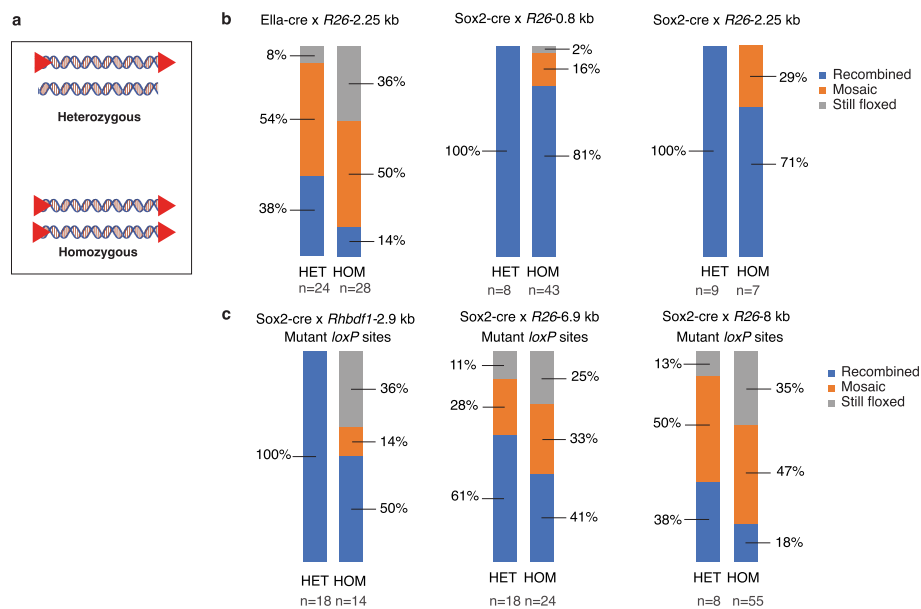 a
Heterozygous
Homozygous
b
Ella-cre x R26-2.25 kb
8%
54%
38%
36%
50%
14%
HET HOM
n=24 n=28
Sox2-cre x R26-0.8 kb
100%
2%
16%
81%
HET HOM
n=8 n=43
Sox2-cre x R26-2.25 kb
100%
29%
71%
HET HOM
n=9 n=7
Recombined
Mosaic
Still floxed
c
Sox2-cre x Rhbdf1-2.9 kb
Mutant loxP sites
100%
36%
14%
50%
HET HOM
n=18 n=14
Sox2-cre x R26-6.9 kb
Mutant loxP sites
11%
28%
61%
25%
33%
41%
HET HOM
n=18 n=24
Sox2-cre x R26-8 kb
Mutant loxP sites
13%
50%
38%
35%
47%
18%
HET HOM
n=8 n=55
Recombined
Mosaic
Still floxed